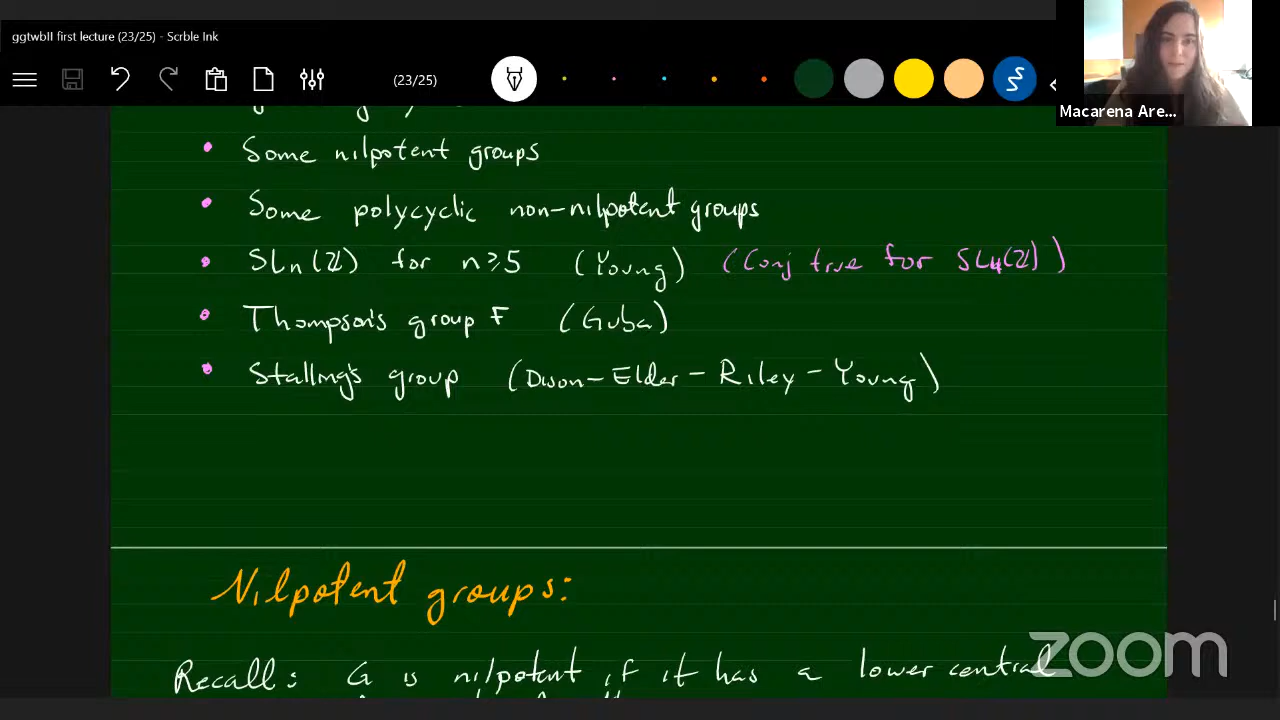 ggtwbII first lecture (23/25) - Scrble Ink
(23/25)
Macarena Are...
• Some nilpotent groups
• Some polycyclic non-nilpotent groups
• SLn(ℤ) for n≥5 (Young) (Conj true for SL4(ℤ))
• Thompson's group F (Guba)
• Stalling's group (Dison-Elder-Riley-Young)
Nilpotent groups:
Recall: G is nilpotent if it has a lower central
zoom